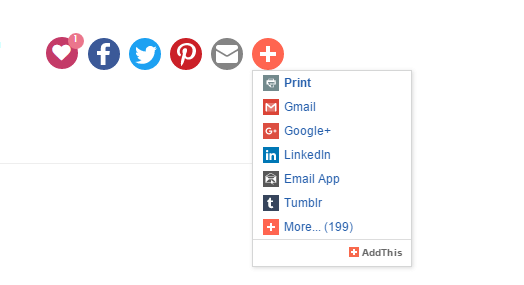 1
Print
Gmail
Google+
LinkedIn
Email App
Tumblr
More... (199)
AddThis